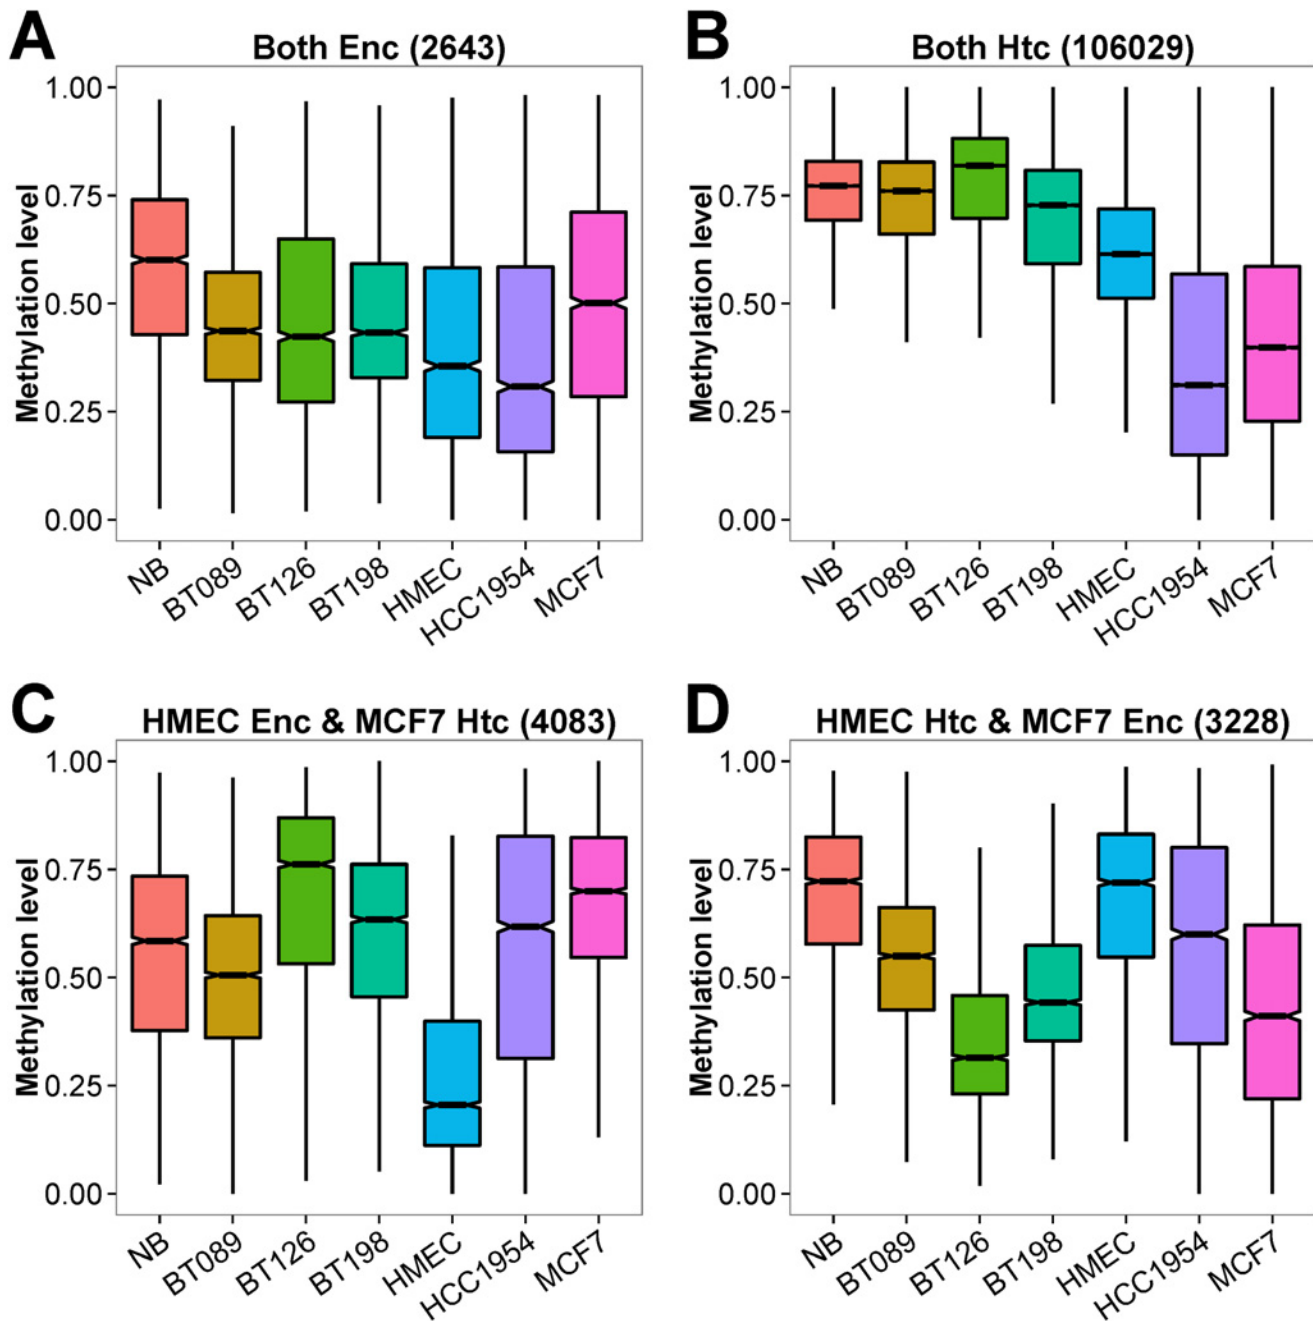 A
Both Enc (2643)
Methylation level
1.00
0.75
0.50
0.25
0.00
NB
BT089
BT126
BT198
HMEC
HCC1954
MCF7
B
Both Htc (106029)
Methylation level
1.00
0.75
0.50
0.25
0.00
NB
BT089
BT126
BT198
HMEC
HCC1954
MCF7
C
HMEC Enc & MCF7 Htc (4083)
Methylation level
1.00
0.75
0.50
0.25
0.00
NB
BT089
BT126
BT198
HMEC
HCC1954
MCF7
D
HMEC Htc & MCF7 Enc (3228)
Methylation level
1.00
0.75
0.50
0.25
0.00
NB
BT089
BT126
BT198
HMEC
HCC1954
MCF7